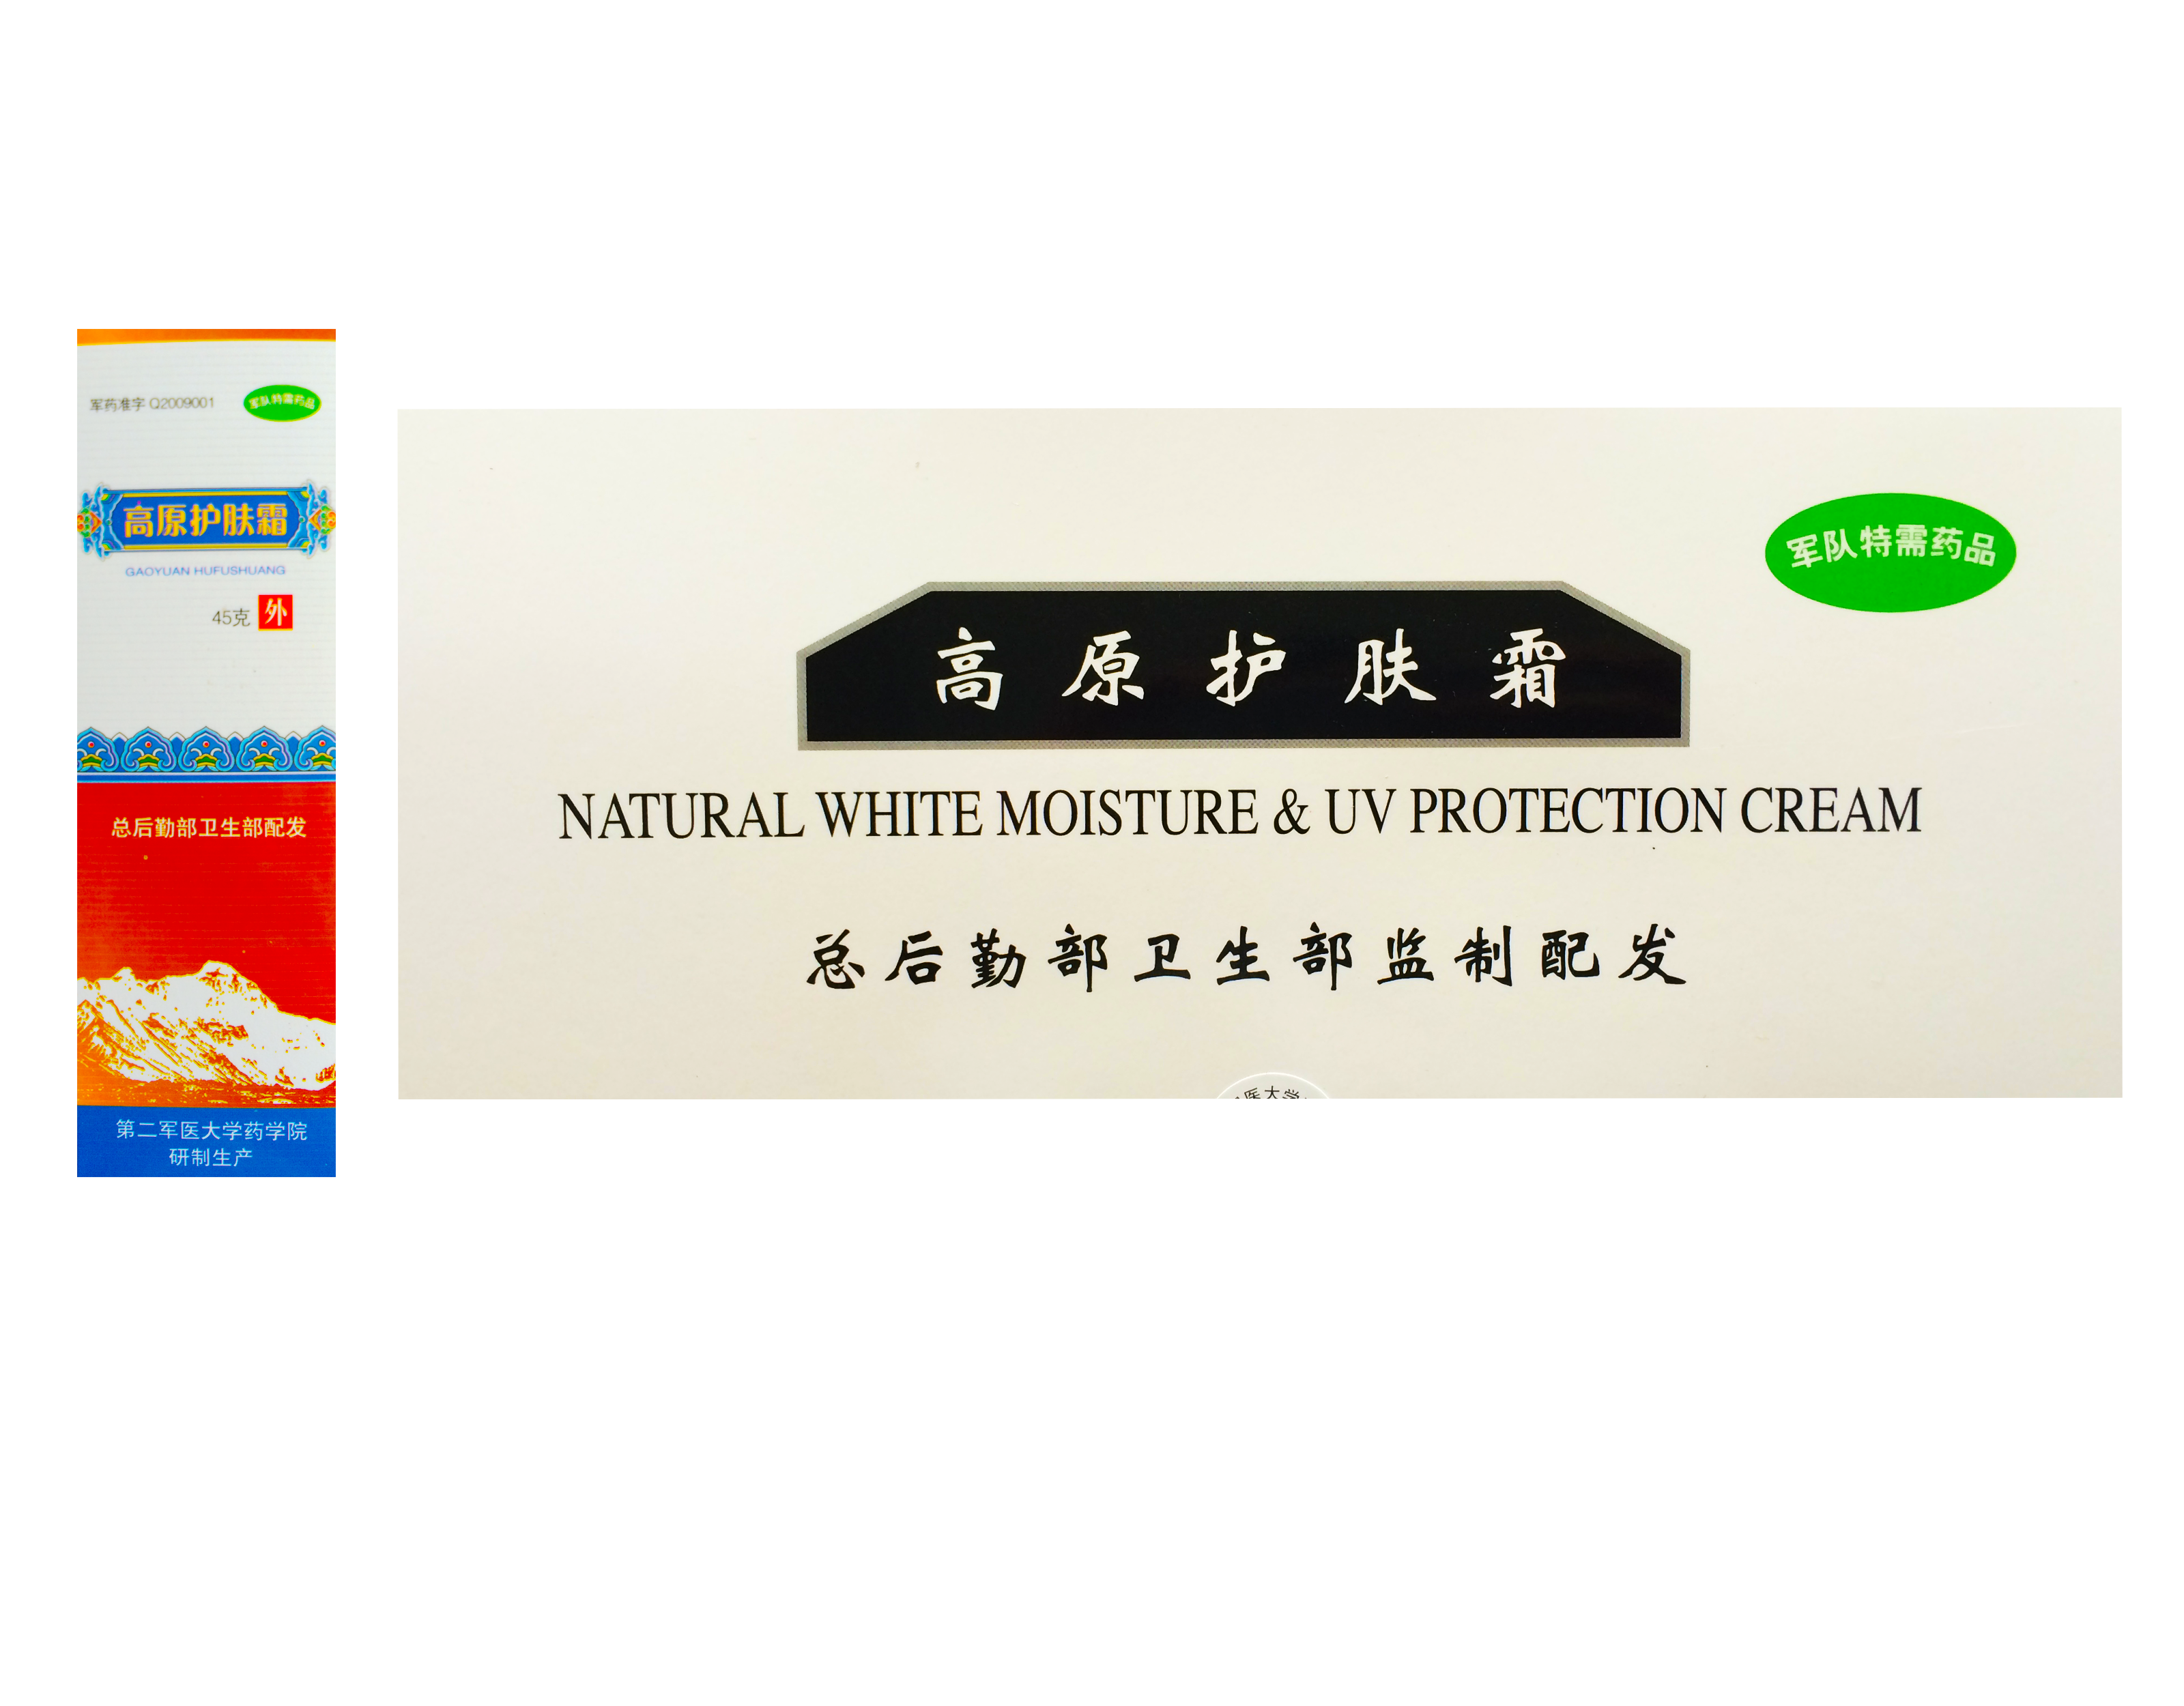 军药准字 Q2009001
军队特需药品
高原护肤霜
GAOYUAN HUFUSHUANG
45克 外
总后勤部卫生部配发
第二军医大学药学院
研制生产
军队特需药品
高原护肤霜
NATURAL WHITE MOISTURE & UV PROTECTION CREAM
总后勤部卫生部监制配发
医大学